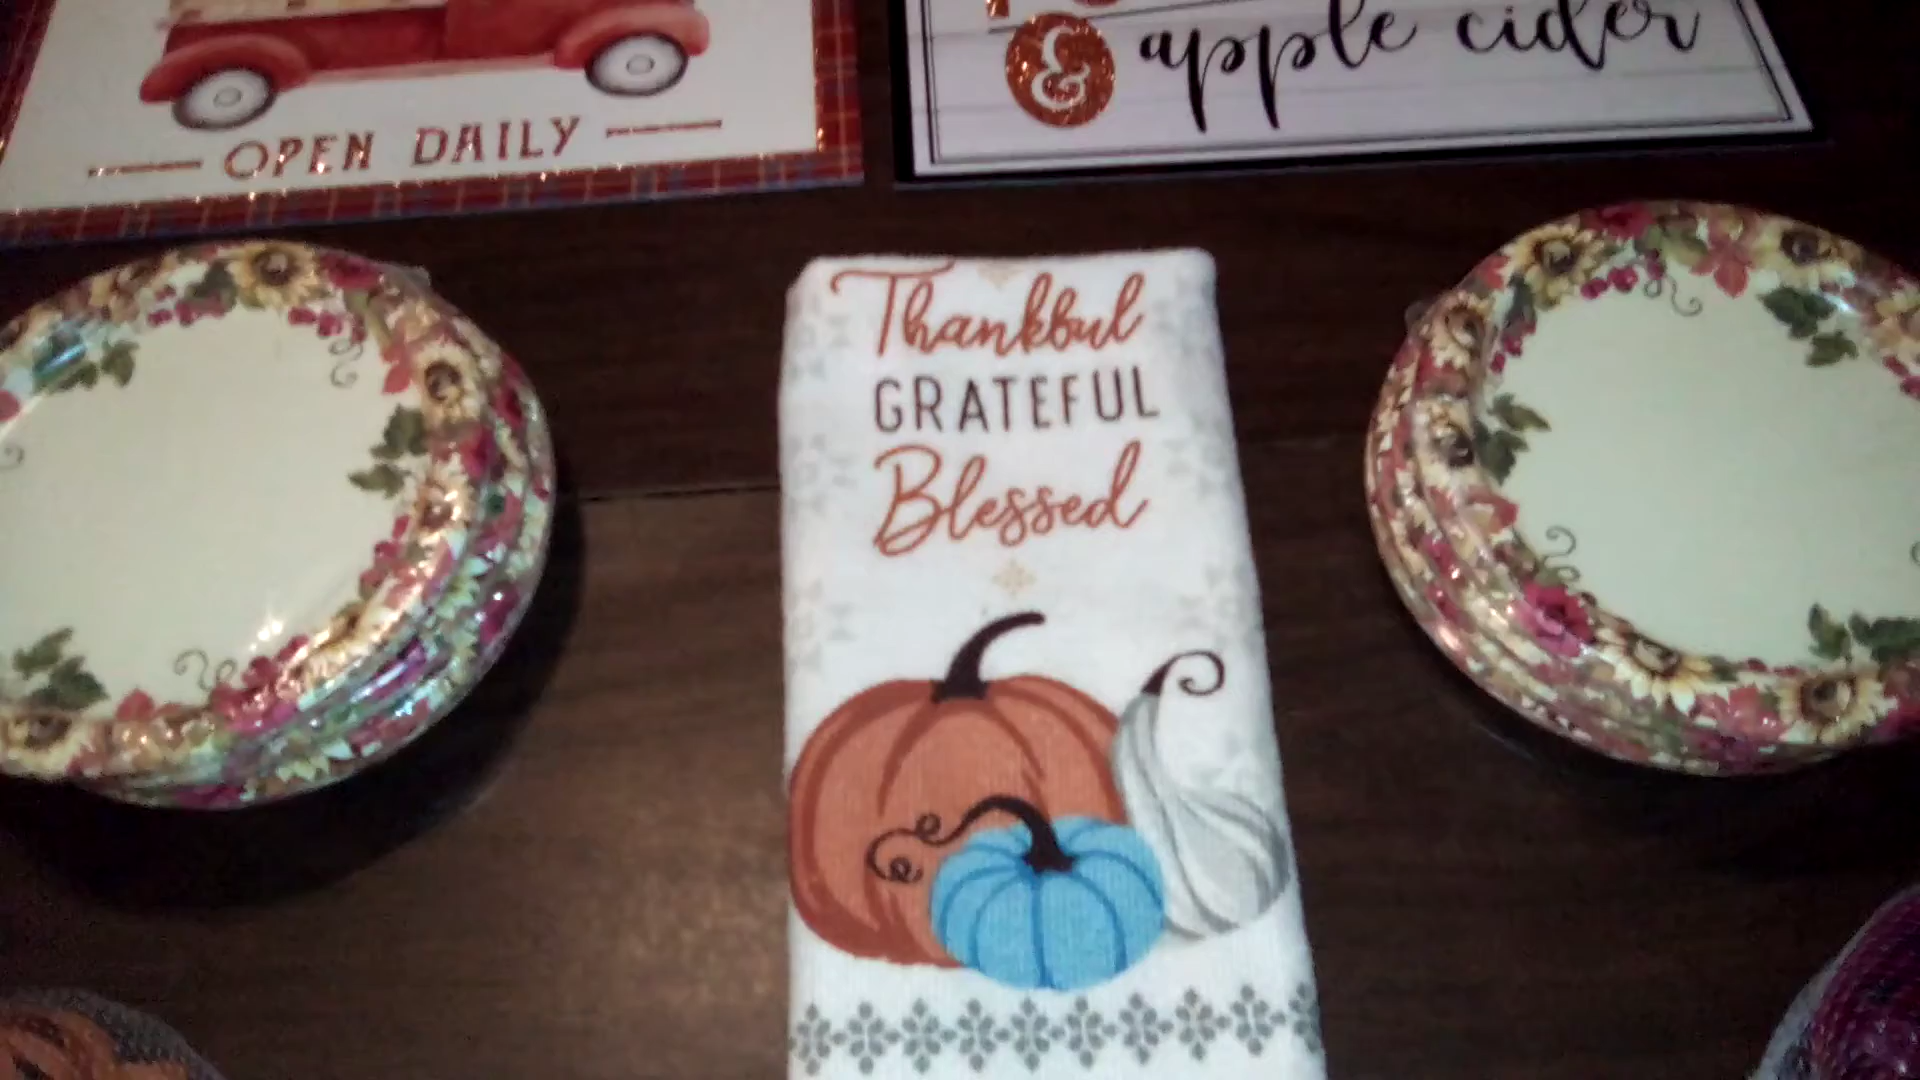 OPEN DAILY
& apple cider
Thankful
GRATEFUL
Blessed